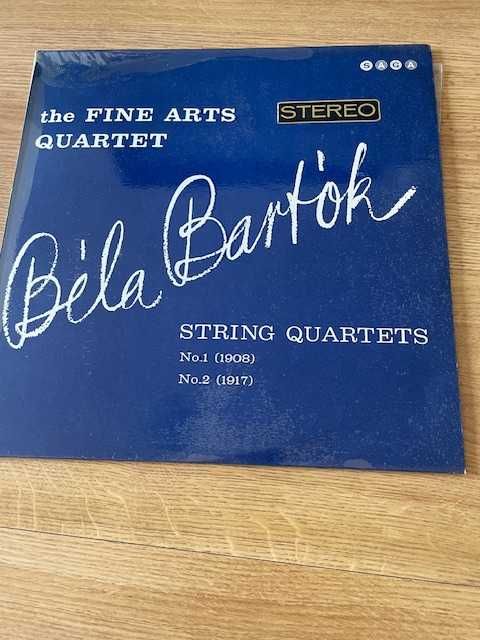 SAGA
the FINE ARTS
QUARTET
STEREO
Béla Bartók
STRING QUARTETS
No.1 (1908)
No.2 (1917)